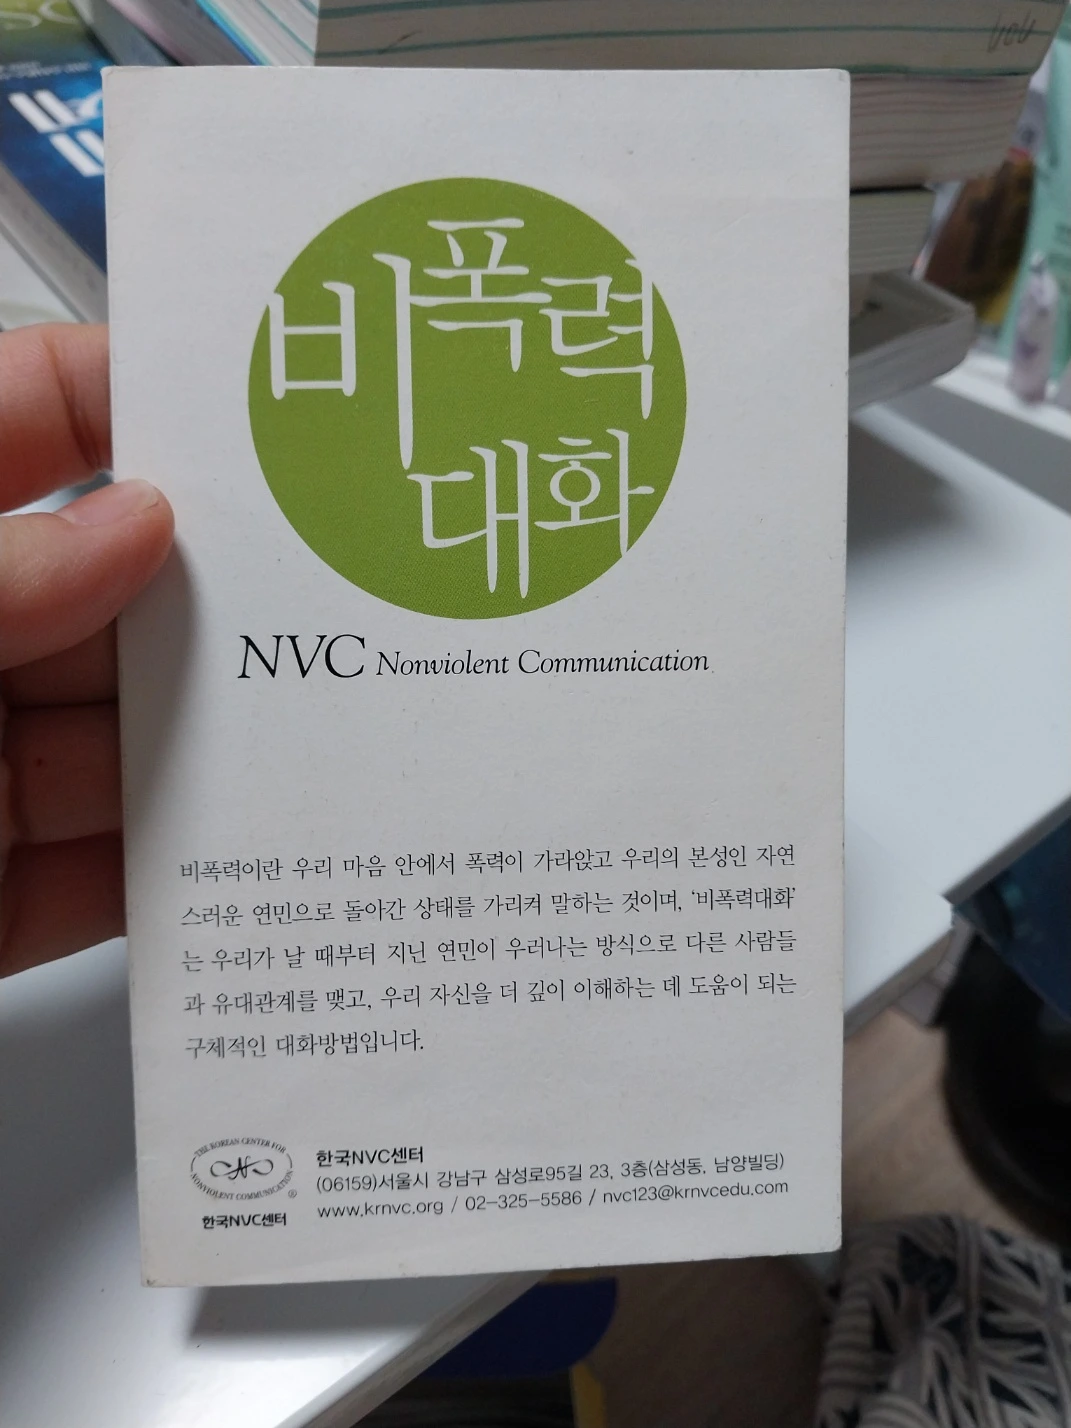 비폭력
대화
NVC Nonviolent Communication
비폭력이란 우리 마음 안에서 폭력이 가라앉고 우리의 본성인 자연
스러운 연민으로 돌아간 상태를 가리켜 말하는 것이며, ‘비폭력대화’
는 우리가 날 때부터 지닌 연민이 우러나는 방식으로 다른 사람들
과 유대관계를 맺고, 우리 자신을 더 깊이 이해하는 데 도움이 되는
구체적인 대화방법입니다.
THE KOREAN CENTER FOR
NONVIOLENT COMMUNICATION
®
한국NVC센터
한국NVC센터
(06159)서울시 강남구 삼성로95길 23, 3층(삼성동, 남양빌딩)
www.krnvc.org / 02-325-5586 / nvc123@krnvcedu.com